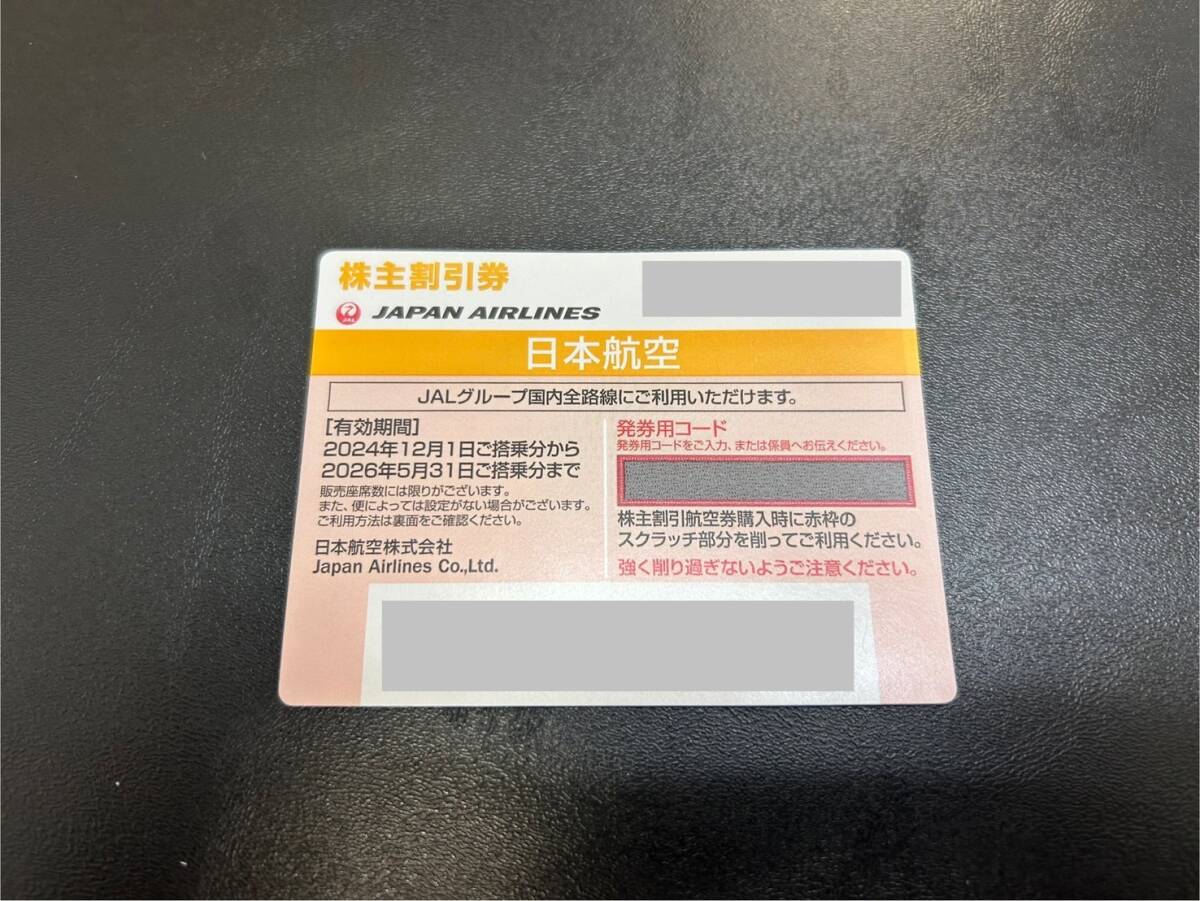 株主割引券
JAL
JAPAN AIRLINES
日本航空
JALグループ国内全路線にご利用いただけます。
[有効期間]
2024年12月1日ご搭乗分から
2026年5月31日ご搭乗分まで
販売座席数には限りがございます。
また、便によっては設定がない場合がございます。
ご利用方法は裏面をご確認ください。
日本航空株式会社
Japan Airlines Co.,Ltd.
発券用コード
発券用コードをご入力、または係員へお伝えください。
株主割引航空券購入時に赤枠の
スクラッチ部分を削ってご利用ください。
強く削り過ぎないようご注意ください。